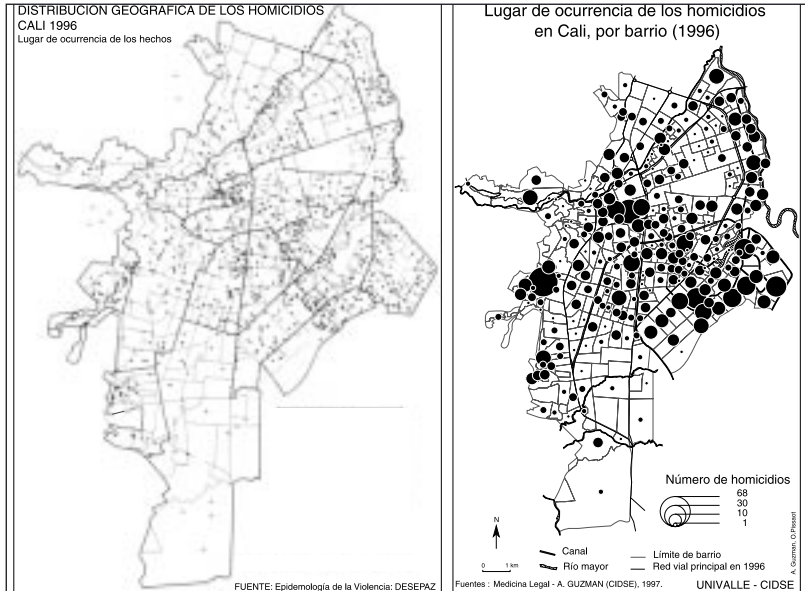 DISTRIBUCION GEOGRAFICA DE LOS HOMICIDIOS
CALI 1996
Lugar de ocurrencia de los hechos
FUENTE: Epidemología de la Violencia: DESEPAZ
Lugar de ocurrencia de los homicidios
en Cali, por barrio (1996)
Número de homicidios
68
30
10
1
N
0 1 km
Canal
Río mayor
Límite de barrio
Red vial principal en 1996
A. Guzman, O.Pissoat
Fuentes : Medicina Legal - A. GUZMAN (CIDSE), 1997.
UNIVALLE - CIDSE